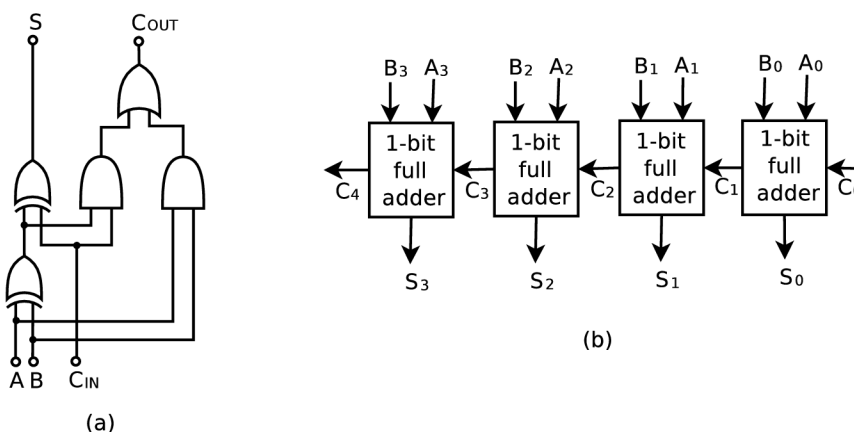 S COUT
A B CIN
(a)
B3 A3 B2 A2 B1 A1 B0 A0
1-bit full adder
1-bit full adder
1-bit full adder
1-bit full adder
C4 C3 C2 C1
S3 S2 S1 S0
(b)